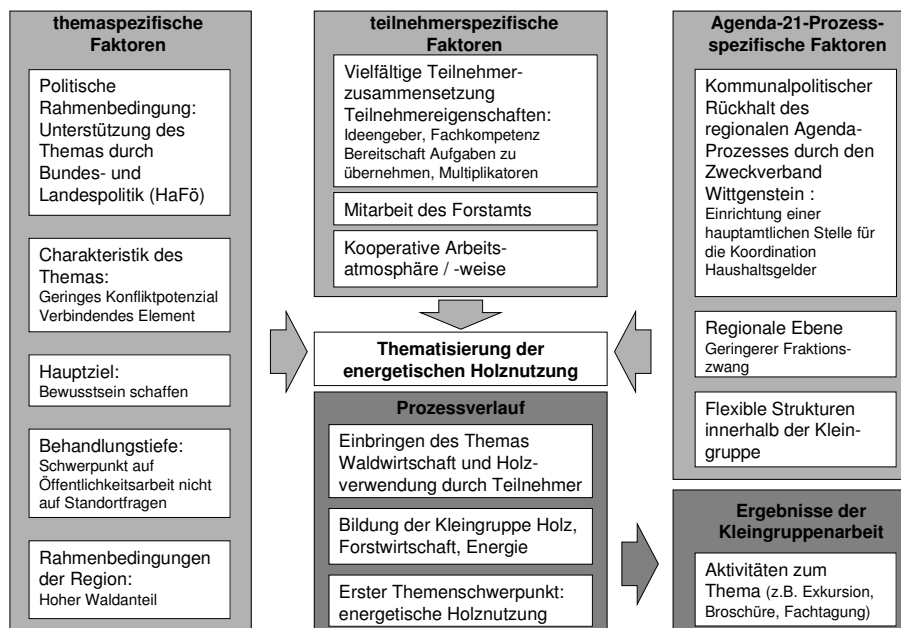 themaspezifische
Faktoren
Politische
Rahmenbedingung:
Unterstützung des
Themas durch
Bundes- und
Landespolitik (HaFö)
Charakteristik des
Themas:
Geringes Konfliktpotenzial
Verbindendes Element
Hauptziel:
Bewusstsein schaffen
Behandlungstiefe:
Schwerpunkt auf
Öffentlichkeitsarbeit nicht
auf Standortfragen
Rahmenbedingungen
der Region:
Hoher Waldanteil
teilnehmerspezifische
Faktoren
Vielfältige Teilnehmer-
zusammensetzung
Teilnehmereigenschaften:
Ideengeber, Fachkompetenz
Bereitschaft Aufgaben zu
übernehmen, Multiplikatoren
Mitarbeit des Forstamts
Kooperative Arbeits-
atmosphäre / -weise
Thematisierung der
energetischen Holznutzung
Prozessverlauf
Einbringen des Themas
Waldwirtschaft und Holz-
verwendung durch Teilnehmer
Bildung der Kleingruppe Holz,
Forstwirtschaft, Energie
Erster Themenschwerpunkt:
energetische Holznutzung
Agenda-21-Prozess-
spezifische Faktoren
Kommunalpolitischer
Rückhalt des
regionalen Agenda-
Prozesses durch den
Zweckverband
Wittgenstein :
Einrichtung einer
hauptamtlichen Stelle für
die Koordination
Haushaltsgelder
Regionale Ebene
Geringerer Fraktions-
zwang
Flexible Strukturen
innerhalb der Klein-
gruppe
Ergebnisse der
Kleingruppenarbeit
Aktivitäten zum
Thema (z.B. Exkursion,
Broschüre, Fachtagung)